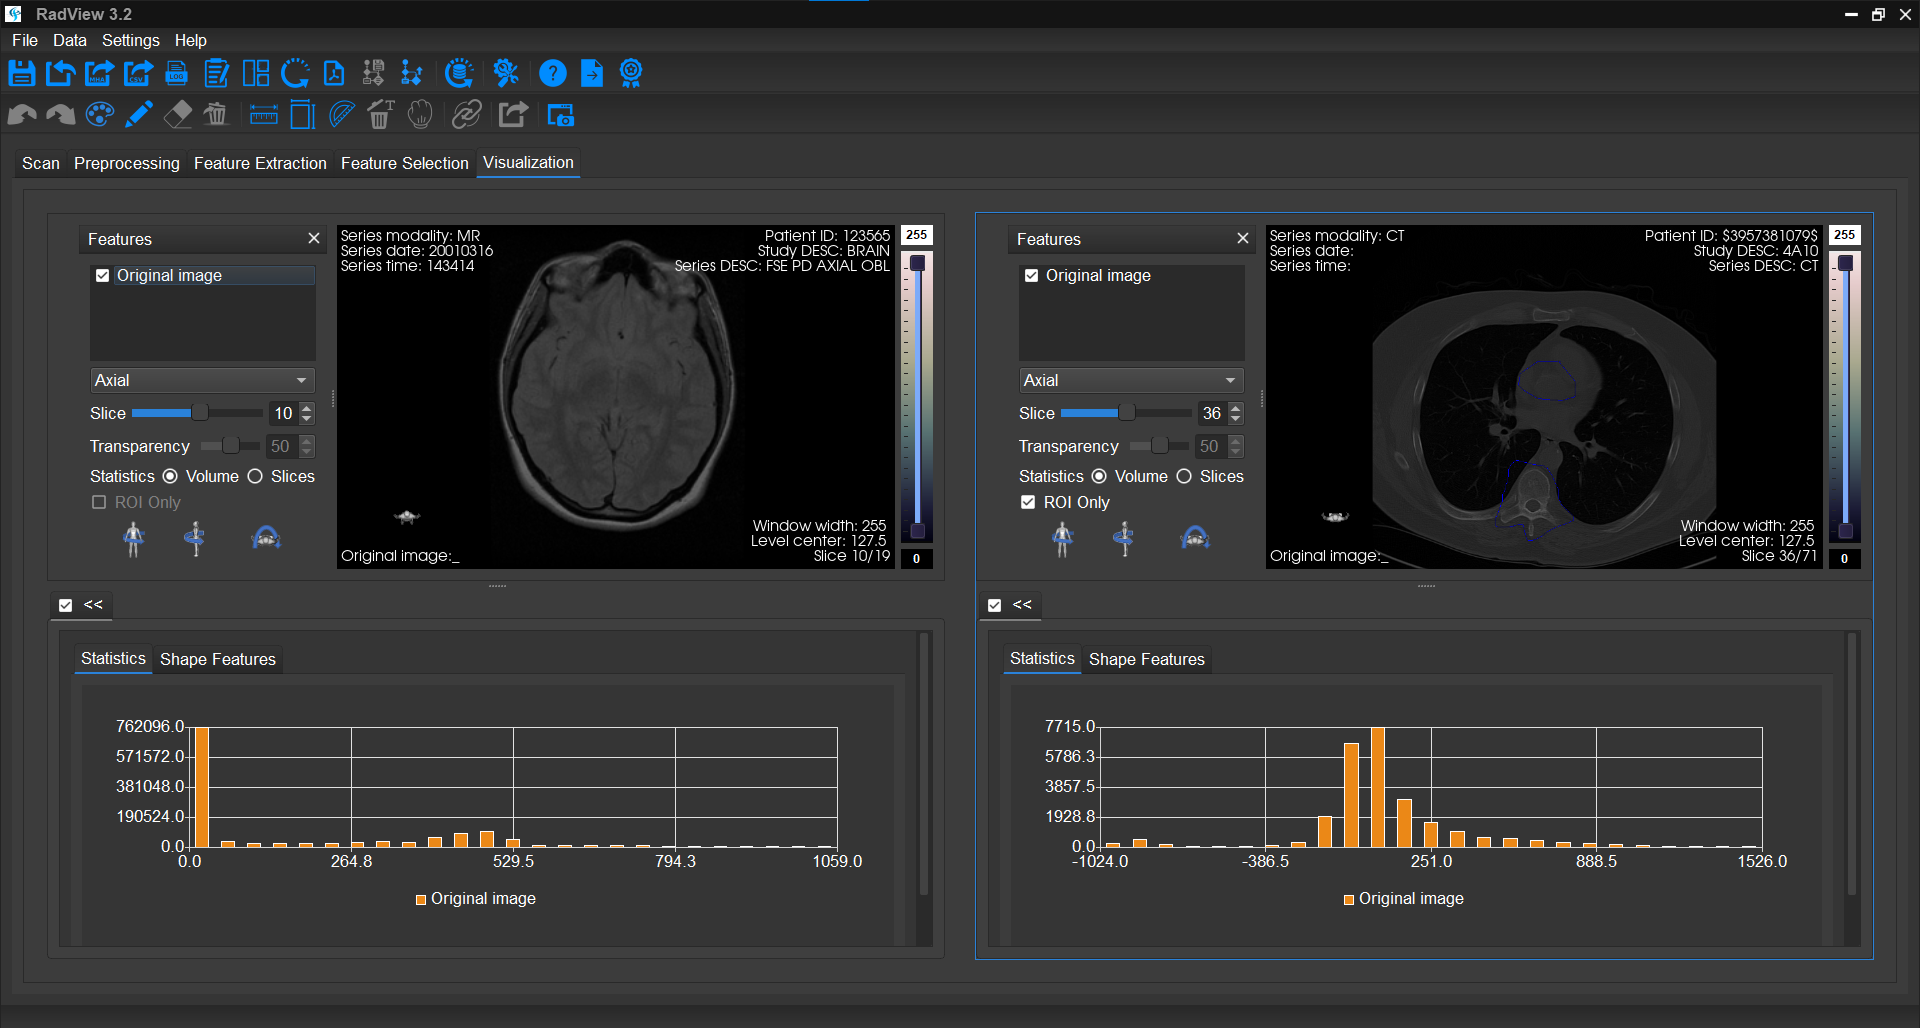 RadView 3.2
File Data Settings Help
MHA CSV LOG
Scan Preprocessing Feature Extraction Feature Selection Visualization
Features
Original image
Axial
Slice 10
Transparency 50
Statistics Volume Slices
ROI Only
Series modality: MR
Series date: 20010316
Series time: 143414
Patient ID: 123565
Study DESC: BRAIN
Series DESC: FSE PD AXIAL OBL
Window width: 255
Level center: 127.5
Slice 10/19
Original image:_
255
0
<<
Statistics Shape Features
762096.0
571572.0
381048.0
190524.0
0.0
0.0 264.8 529.5 794.3 1059.0
Original image
Features
Original image
Axial
Slice 36
Transparency 50
Statistics Volume Slices
ROI Only
Series modality: CT
Series date:
Series time:
Patient ID: $3957381079$
Study DESC: 4A10
Series DESC: CT
Window width: 255
Level center: 127.5
Slice 36/71
Original image:_
255
0
<<
Statistics Shape Features
7715.0
5786.3
3857.5
1928.8
0.0
-1024.0 -386.5 251.0 888.5 1526.0
Original image